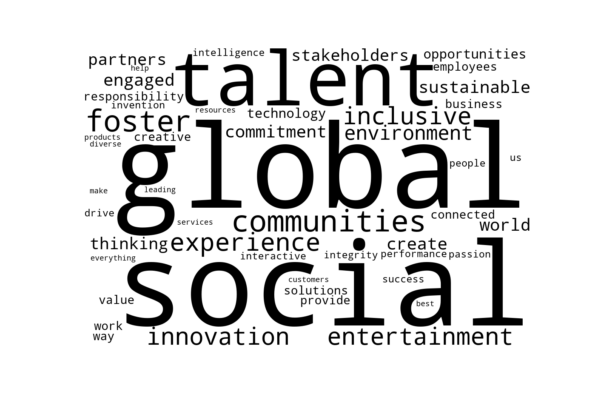 intelligence
stakeholders
opportunities
partners
talent
help
employees
engaged
sustainable
responsibility
invention
resources
business
technology
inclusive
foster
commitment
environment
products
creative
diverse
global
us
people
make
leading
drive
services
communities
connected
world
thinking
experience
create
everything
interactive
integrity
performance
passion
social
customers
success
solutions
value
provide
best
work
way
innovation
entertainment